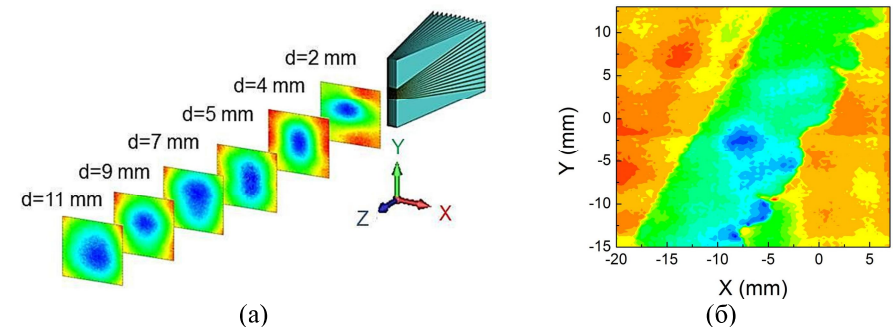 d=2 mm
d=4 mm
d=5 mm
d=7 mm
d=9 mm
d=11 mm
Y
Z
X
(а)
10
5
0
-5
-10
-15
Y (mm)
-20
-15
-10
-5
0
5
X (mm)
(б)